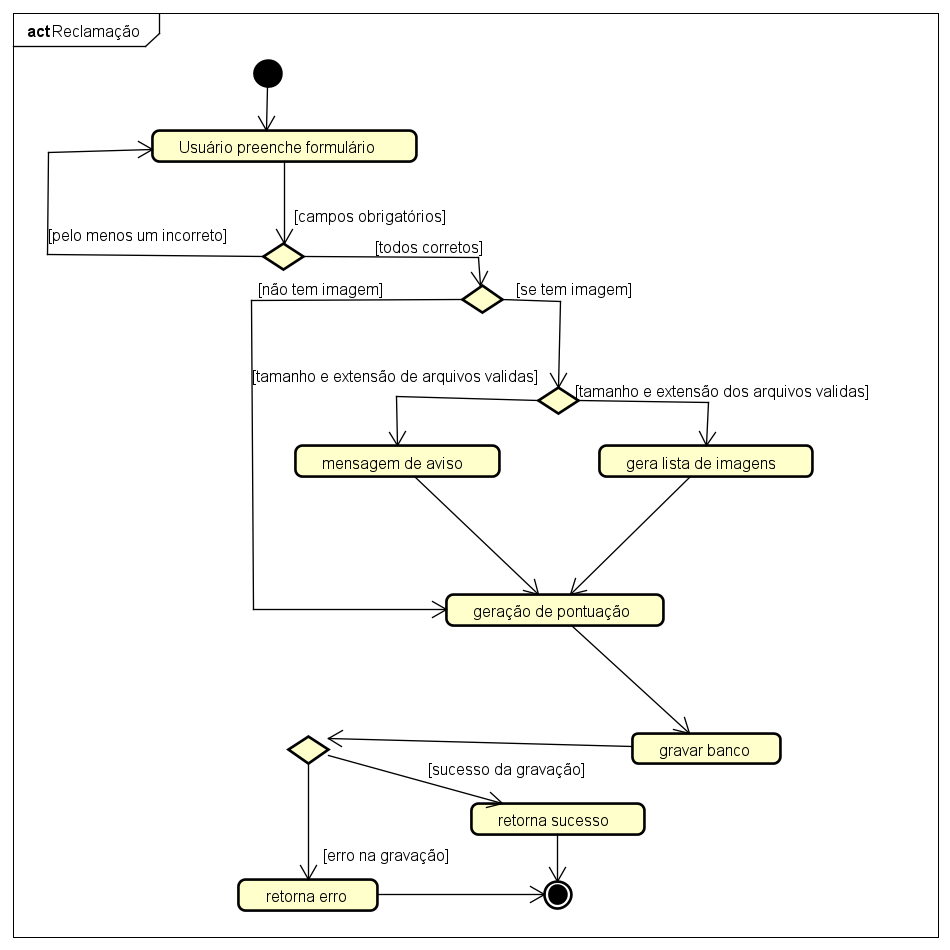 act Reclamação
Usuário preenche formulário
[campos obrigatórios]
[pelo menos um incorreto]
[todos corretos]
[não tem imagem]
[se tem imagem]
[tamanho e extensão de arquivos validas]
[tamanho e extensão dos arquivos validas]
mensagem de aviso
gera lista de imagens
geração de pontuação
gravar banco
[sucesso da gravação]
retorna sucesso
[erro na gravação]
retorna erro